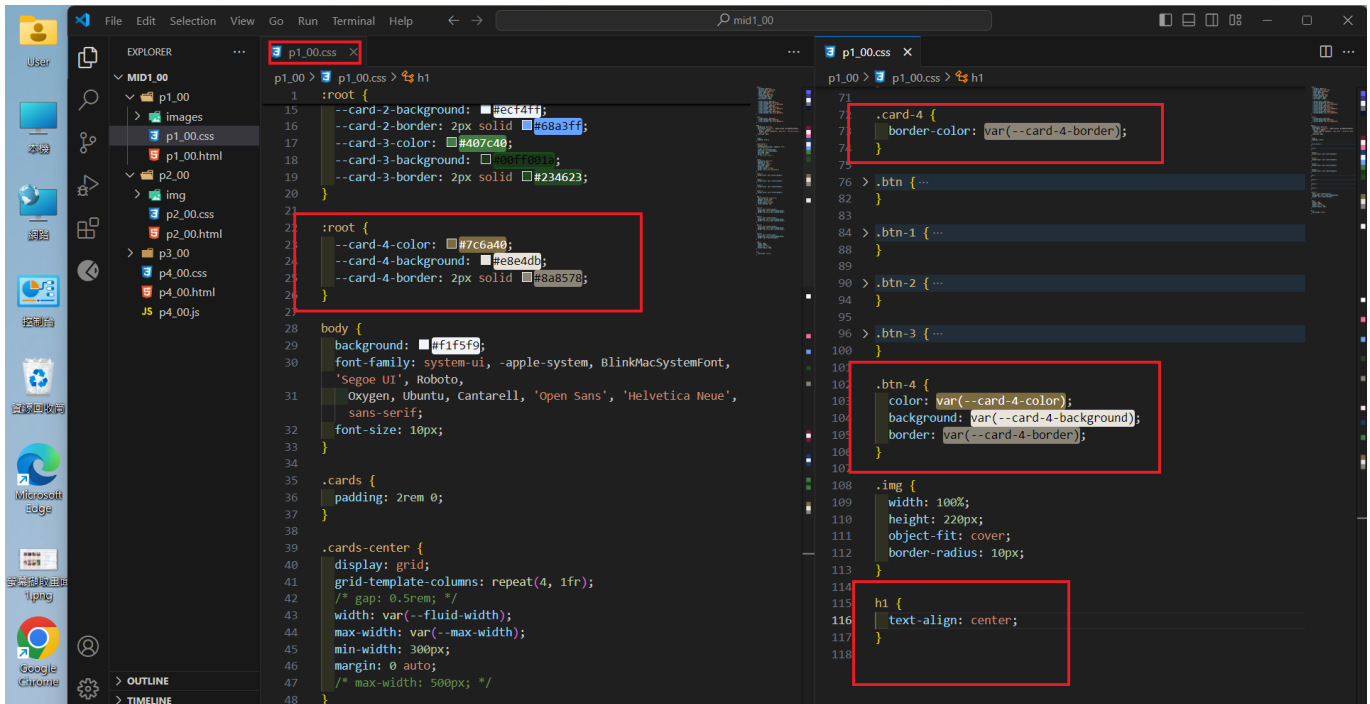 File Edit Selection View Go Run Terminal Help
mid1_00
User
本機
網路
控制台
資源回收筒
Microsoft Edge
1.png
Google Chrome
EXPLORER
MID1_00
p1_00
images
p1_00.css
p1_00.html
p2_00
img
p2_00.css
p2_00.html
p3_00
p4_00.css
p4_00.html
JS p4_00.js
OUTLINE
TIMELINE
p1_00.css
p1_00 > p1_00.css > h1
1 :root {
15 --card-2-background: #ecf4ff;
16 --card-2-border: 2px solid #68a3ff;
17 --card-3-color: #407c40;
18 --card-3-background: #00ff001a;
19 --card-3-border: 2px solid #234623;
20 }
21
22 :root {
23 --card-4-color: #7c6a40;
24 --card-4-background: #e8e4db;
25 --card-4-border: 2px solid #8a8578;
26 }
27
28 body {
29 background: #f1f5f9;
30 font-family: system-ui, -apple-system, BlinkMacSystemFont,
'Segoe UI', Roboto,
31 Oxygen, Ubuntu, Cantarell, 'Open Sans', 'Helvetica Neue',
sans-serif;
32 font-size: 10px;
33 }
34
35 .cards {
36 padding: 2rem 0;
37 }
38
39 .cards-center {
40 display: grid;
41 grid-template-columns: repeat(4, 1fr);
42 /* gap: 0.5rem; */
43 width: var(--fluid-width);
44 max-width: var(--max-width);
45 min-width: 300px;
46 margin: 0 auto;
47 /* max-width: 500px; */
48 }
p1_00.css
p1_00 > p1_00.css > h1
71
72 .card-4 {
73 border-color: var(--card-4-border);
74 }
75
76 .btn {…
82 }
83
84 .btn-1 {…
88 }
89
90 .btn-2 {…
94 }
95
96 .btn-3 {…
100 }
101
102 .btn-4 {
103 color: var(--card-4-color);
104 background: var(--card-4-background);
105 border: var(--card-4-border);
106 }
107
108 .img {
109 width: 100%;
110 height: 220px;
111 object-fit: cover;
112 border-radius: 10px;
113 }
114
115 h1 {
116 text-align: center;
117 }
118